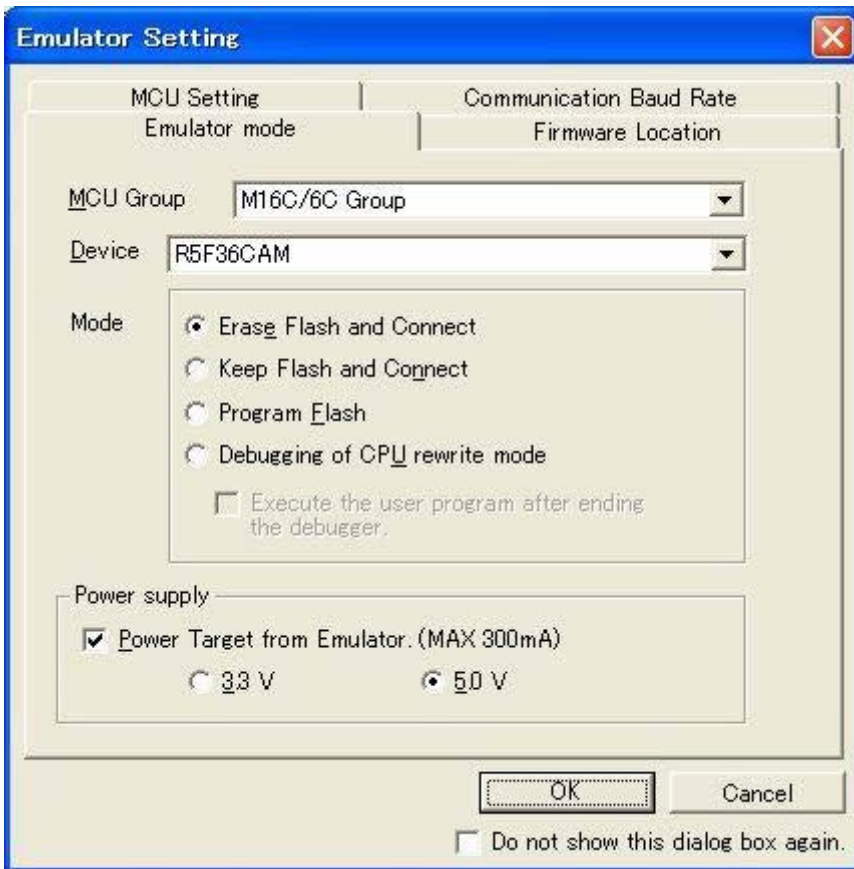 Emulator Setting
MCU Setting
Communication Baud Rate
Emulator mode
Firmware Location
MCU Group
M16C/6C Group
Device
R5F36CAM
Mode
Erase Flash and Connect
Keep Flash and Connect
Program Flash
Debugging of CPU rewrite mode
Execute the user program after ending
the debugger.
Power supply
Power Target from Emulator. (MAX 300mA)
3.3 V
5.0 V
OK
Cancel
Do not show this dialog box again.